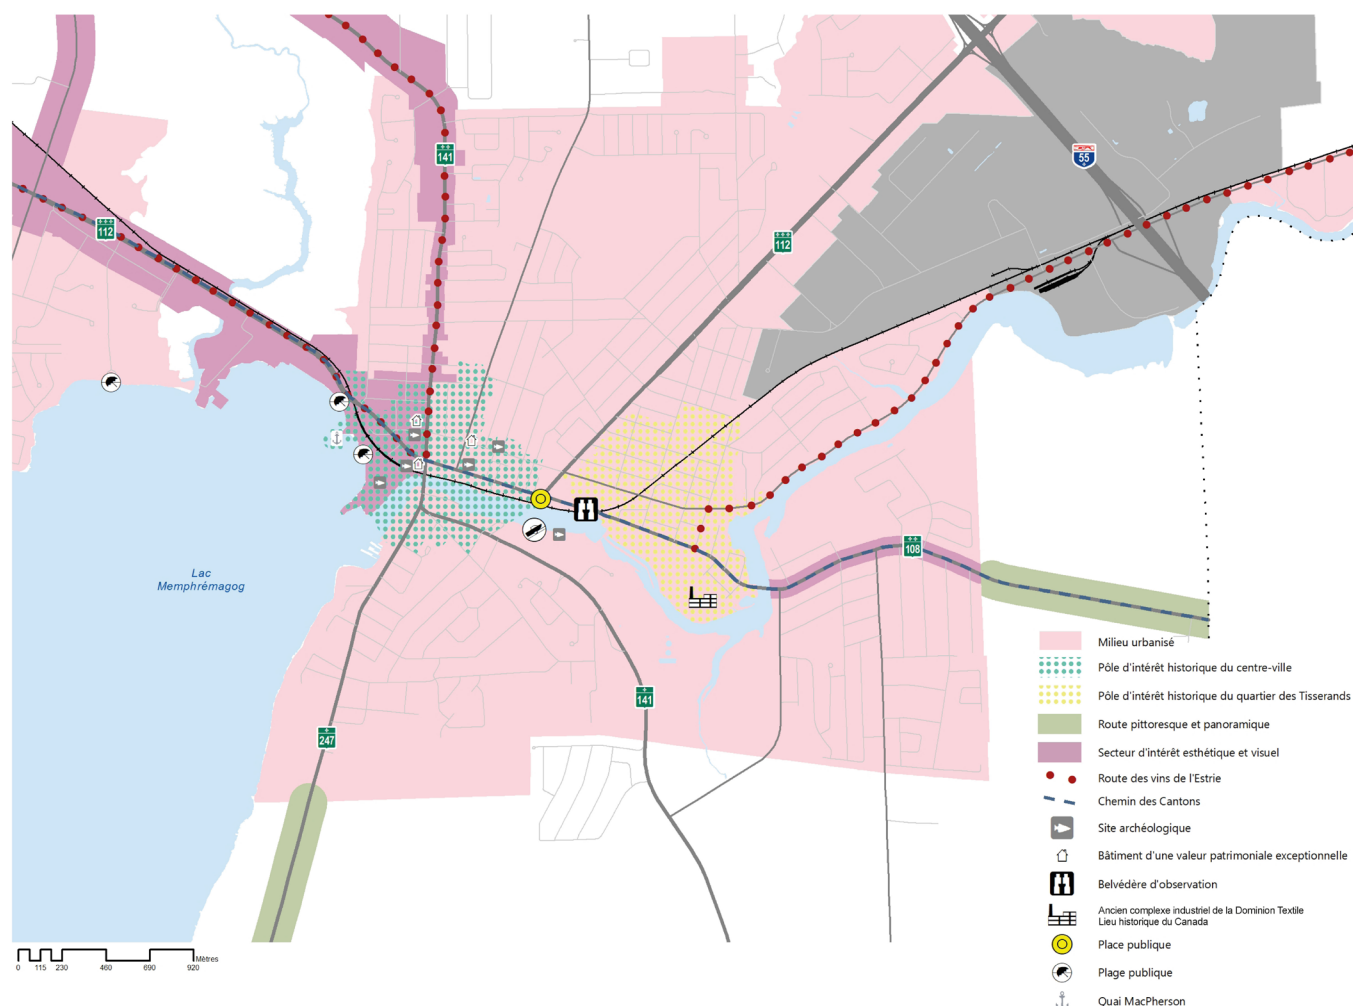 141
55
112
112
108
Lac
Memphrémagog
141
247
Milieu urbanisé
Pôle d'intérêt historique du centre-ville
Pôle d'intérêt historique du quartier des Tisserands
Route pittoresque et panoramique
Secteur d'intérêt esthétique et visuel
Route des vins de l'Estrie
Chemin des Cantons
Site archéologique
Bâtiment d'une valeur patrimoniale exceptionnelle
Belvédère d'observation
Ancien complexe industriel de la Dominion Textile
Lieu historique du Canada
Place publique
Plage publique
Quai MacPherson
Mètres
0 115 230 460 690 920